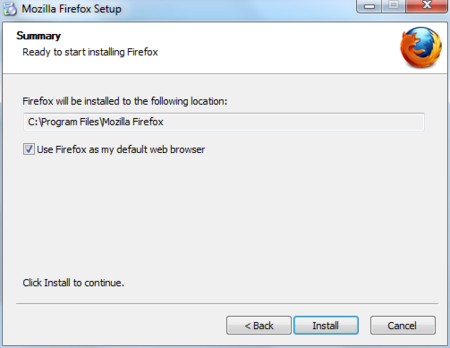 Mozilla Firefox Setup
Summary
Ready to start installing Firefox
Firefox will be installed to the following location:
C:\Program Files\Mozilla Firefox
Use Firefox as my default web browser
Click Install to continue.
< Back Install Cancel